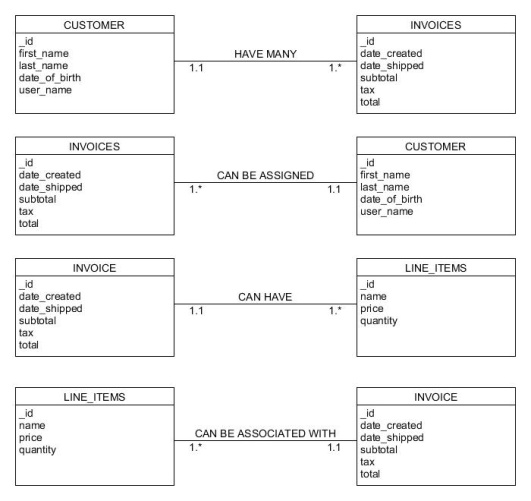 CUSTOMER
_id
first_name
last_name
date_of_birth
user_name
HAVE MANY
1.1 1.*
INVOICES
_id
date_created
date_shipped
subtotal
tax
total
INVOICES
_id
date_created
date_shipped
subtotal
tax
total
CAN BE ASSIGNED
1.* 1.1
CUSTOMER
_id
first_name
last_name
date_of_birth
user_name
INVOICE
_id
date_created
date_shipped
subtotal
tax
total
CAN HAVE
1.1 1.*
LINE_ITEMS
_id
name
price
quantity
LINE_ITEMS
_id
name
price
quantity
CAN BE ASSOCIATED WITH
1.* 1.1
INVOICE
_id
date_created
date_shipped
subtotal
tax
total